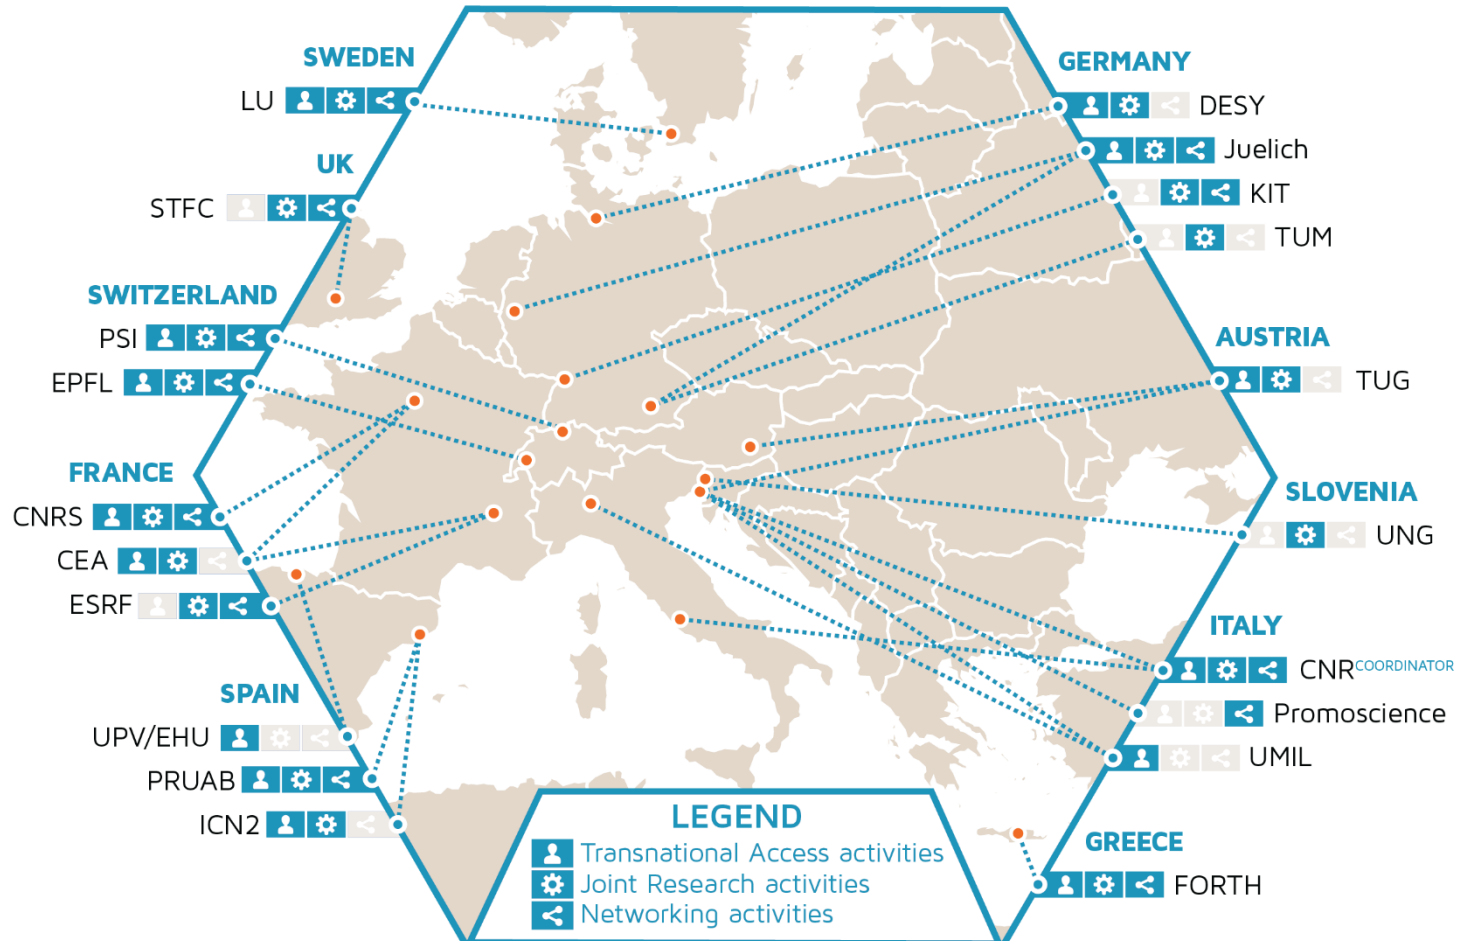 SWEDEN
LU
UK
STFC
SWITZERLAND
PSI
EPFL
FRANCE
CNRS
CEA
ESRF
SPAIN
UPV/EHU
PRUAB
ICN2
GERMANY
DESY
Juelich
KIT
TUM
AUSTRIA
TUG
SLOVENIA
UNG
ITALY
CNR COORDINATOR
Promoscience
UMIL
GREECE
FORTH
LEGEND
Transnational Access activities
Joint Research activities
Networking activities